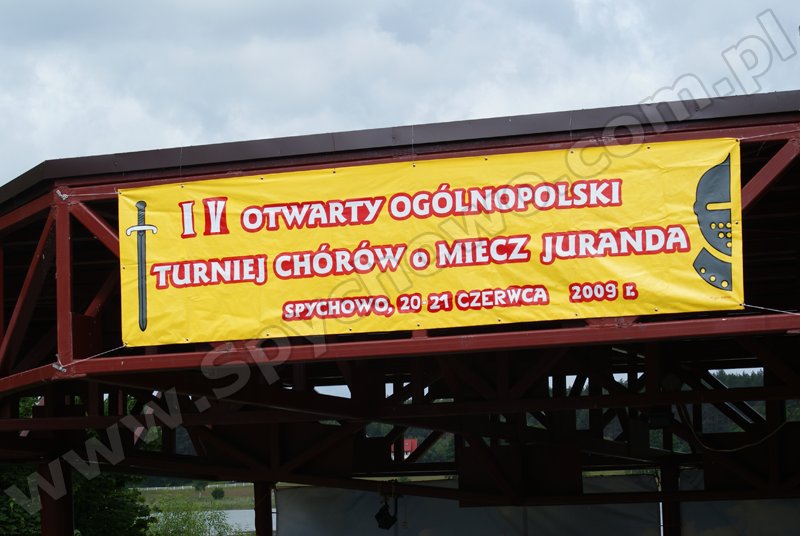 IV OTWARTY OGÓLNOPOLSKI
TURNIEJ CHÓRÓW o MIECZ JURANDA
SPYCHOWO, 20-21 CZERWCA 2009 r.
www.spychowo.com.pl